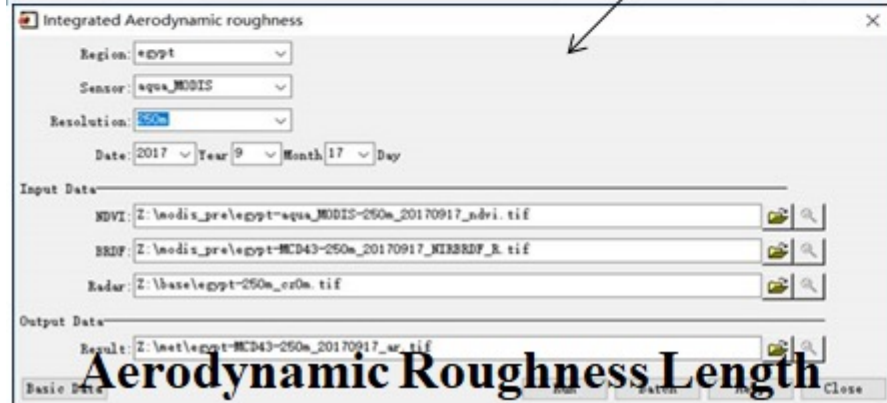 Integrated Aerodynamic roughness
Region: egypt
Sensor: aqua_MODIS
Resolution: 250m
Date: 2017 Year 9 Month 17 Day
Input Data
NDVI: Z:\modis_pre\egypt-aqua_MODIS-250m_20170917_ndvi.tif
BRDF: Z:\modis_pre\egypt-MCD43-250m_20170917_NIRBRDF_R.tif
Radar: Z:\base\egypt-250m_cz0m.tif
Output Data
Result: Z:\met\egypt-MCD43-250m_20170917_ar.tif
Aerodynamic Roughness Length
Basic Data Run Batch Close